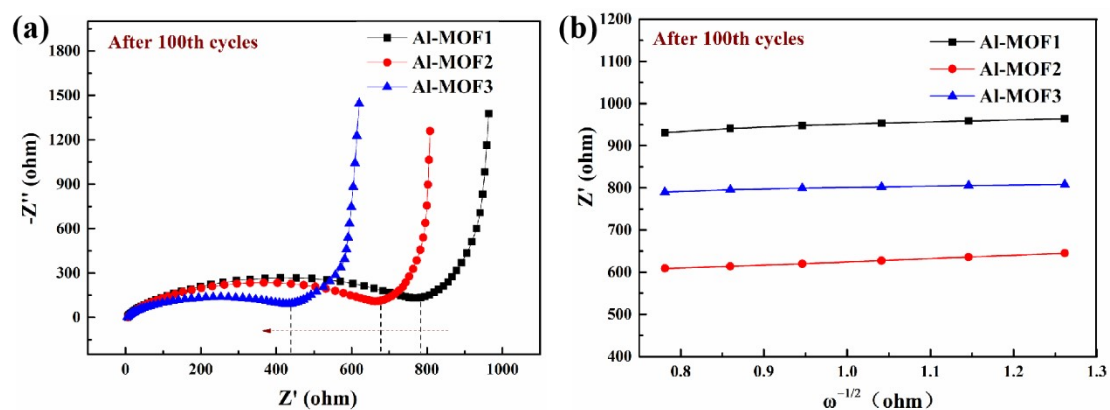 (a)
After 100th cycles
Al-MOF1
Al-MOF2
Al-MOF3
1800
1500
1200
900
600
300
0
-Z'' (ohm)
0 200 400 600 800 1000
Z' (ohm)
(b)
After 100th cycles
Al-MOF1
Al-MOF2
Al-MOF3
1200
1100
1000
900
800
700
600
500
400
Z' (ohm)
0.8 0.9 1.0 1.1 1.2 1.3
ω⁻¹/² (ohm)